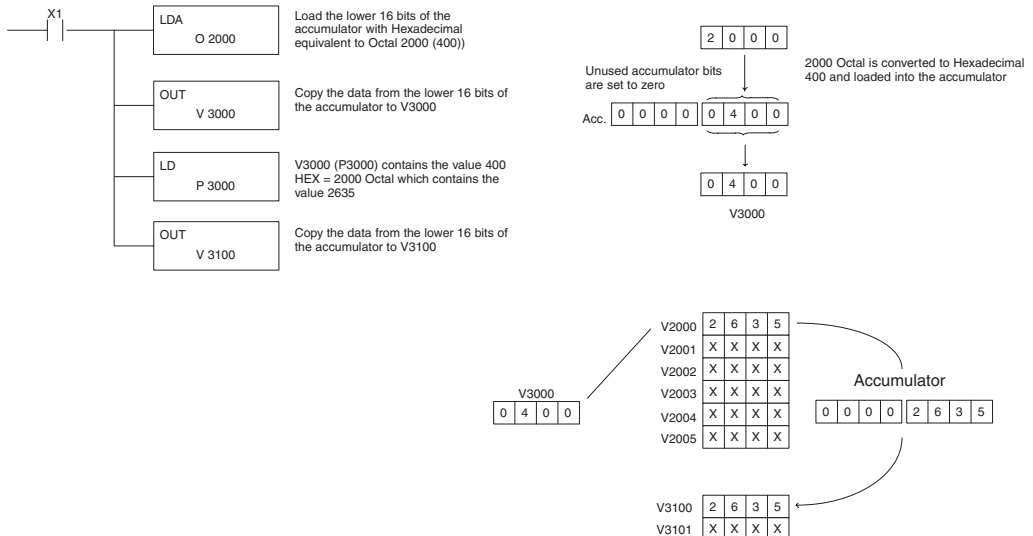 X1
LDA
O 2000
Load the lower 16 bits of the
accumulator with Hexadecimal
equivalent to Octal 2000 (400))
OUT
V 3000
Copy the data from the lower 16 bits of
the accumulator to V3000
LD
P 3000
V3000 (P3000) contains the value 400
HEX = 2000 Octal which contains the
value 2635
OUT
V 3100
Copy the data from the lower 16 bits of
the accumulator to V3100
2 0 0 0
2000 Octal is converted to Hexadecimal
400 and loaded into the accumulator
Unused accumulator bits
are set to zero
Acc. 0 0 0 0 0 4 0 0
0 4 0 0
V3000
V3000
0 4 0 0
V2000 2 6 3 5
V2001 X X X X
V2002 X X X X
V2003 X X X X
V2004 X X X X
V2005 X X X X
Accumulator
0 0 0 0 2 6 3 5
V3100 2 6 3 5
V3101 X X X X